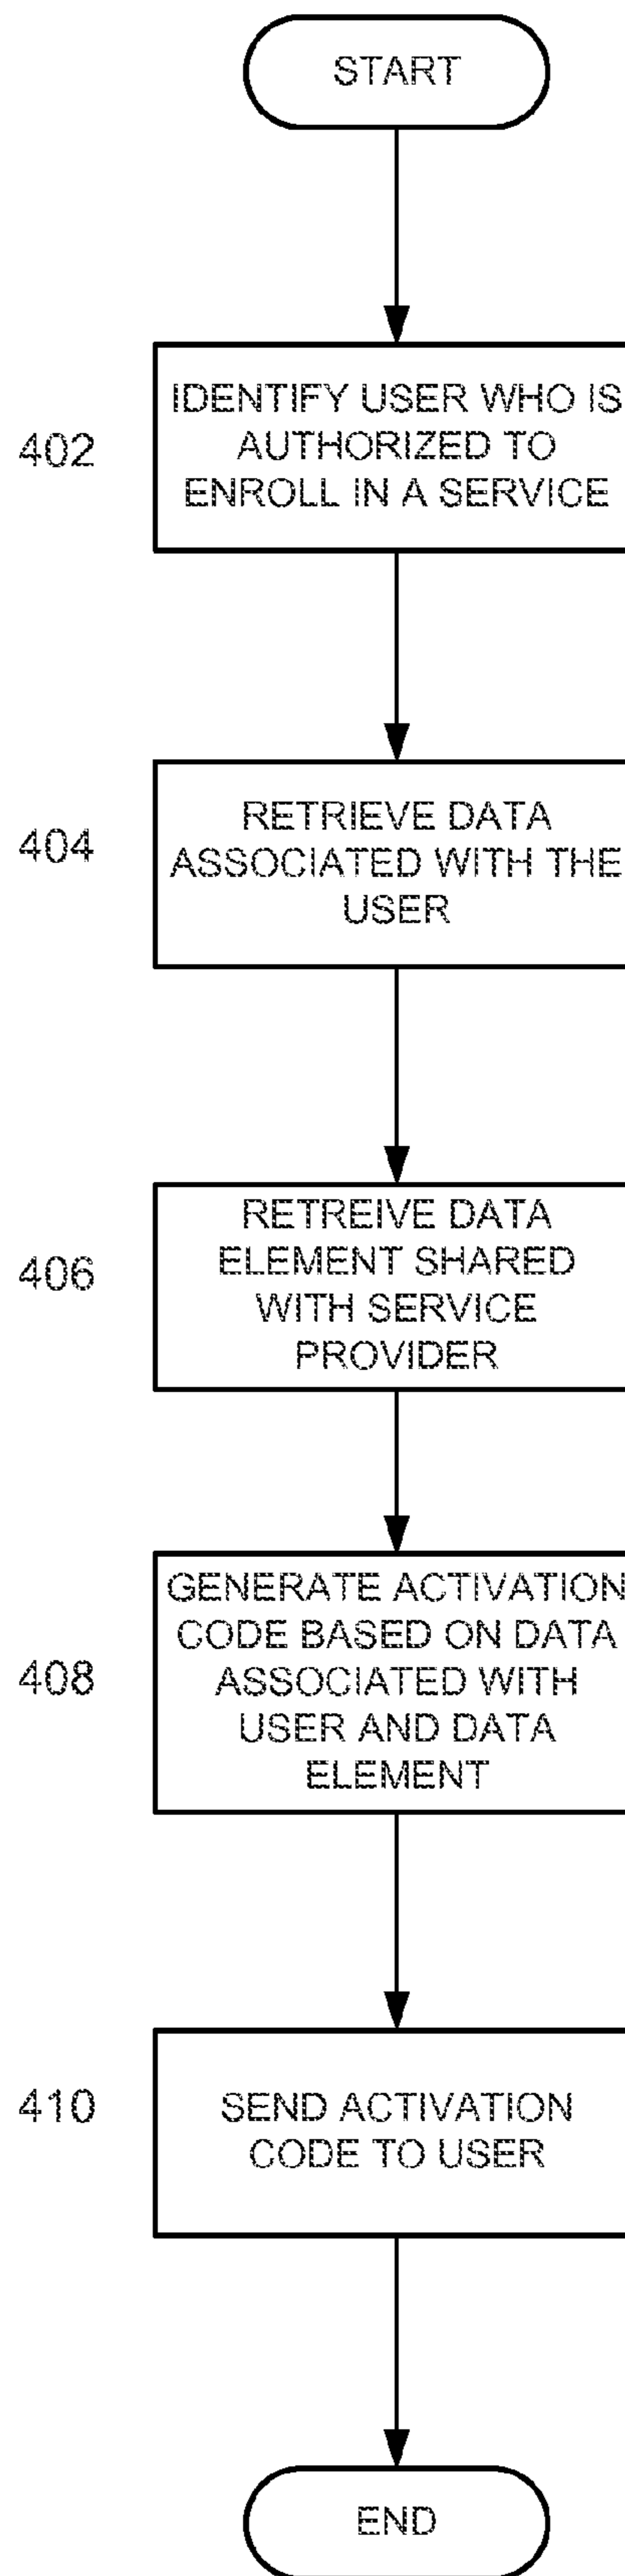 START
402
IDENTIFY USER WHO IS
AUTHORIZED TO
ENROLL IN A SERVICE
404
RETRIEVE DATA
ASSOCIATED WITH THE
USER
406
RETREIVE DATA
ELEMENT SHARED
WITH SERVICE
PROVIDER
408
GENERATE ACTIVATION
CODE BASED ON DATA
ASSOCIATED WITH
USER AND DATA
ELEMENT
410
SEND ACTIVATION
CODE TO USER
END